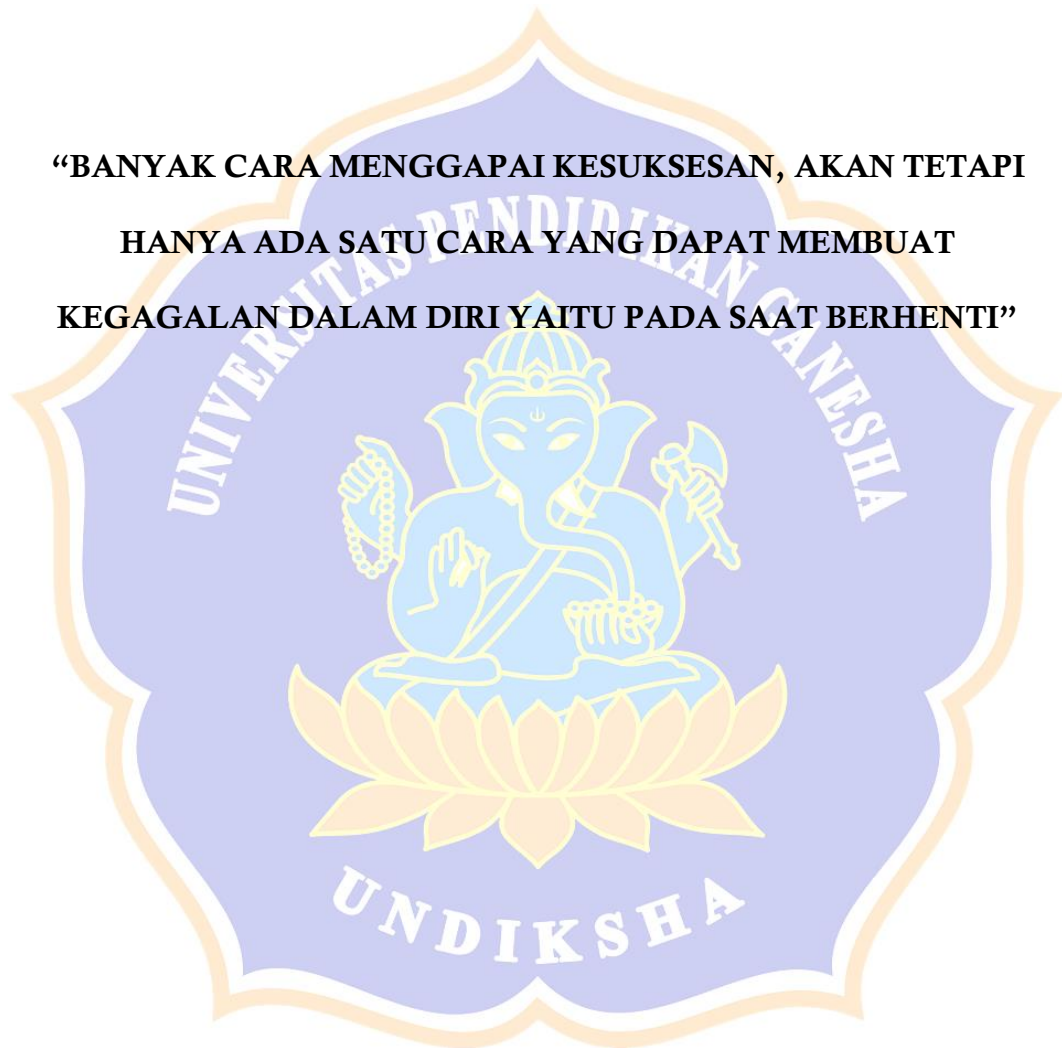 “BANYAK CARA MENGGAPAI KESUKSESAN, AKAN TETAPI
HANYA ADA SATU CARA YANG DAPAT MEMBUAT
KEGAGALAN DALAM DIRI YAITU PADA SAAT BERHENTI”
UNIVERSITAS PENDIDIKAN GANESHA
UNDIKSHA